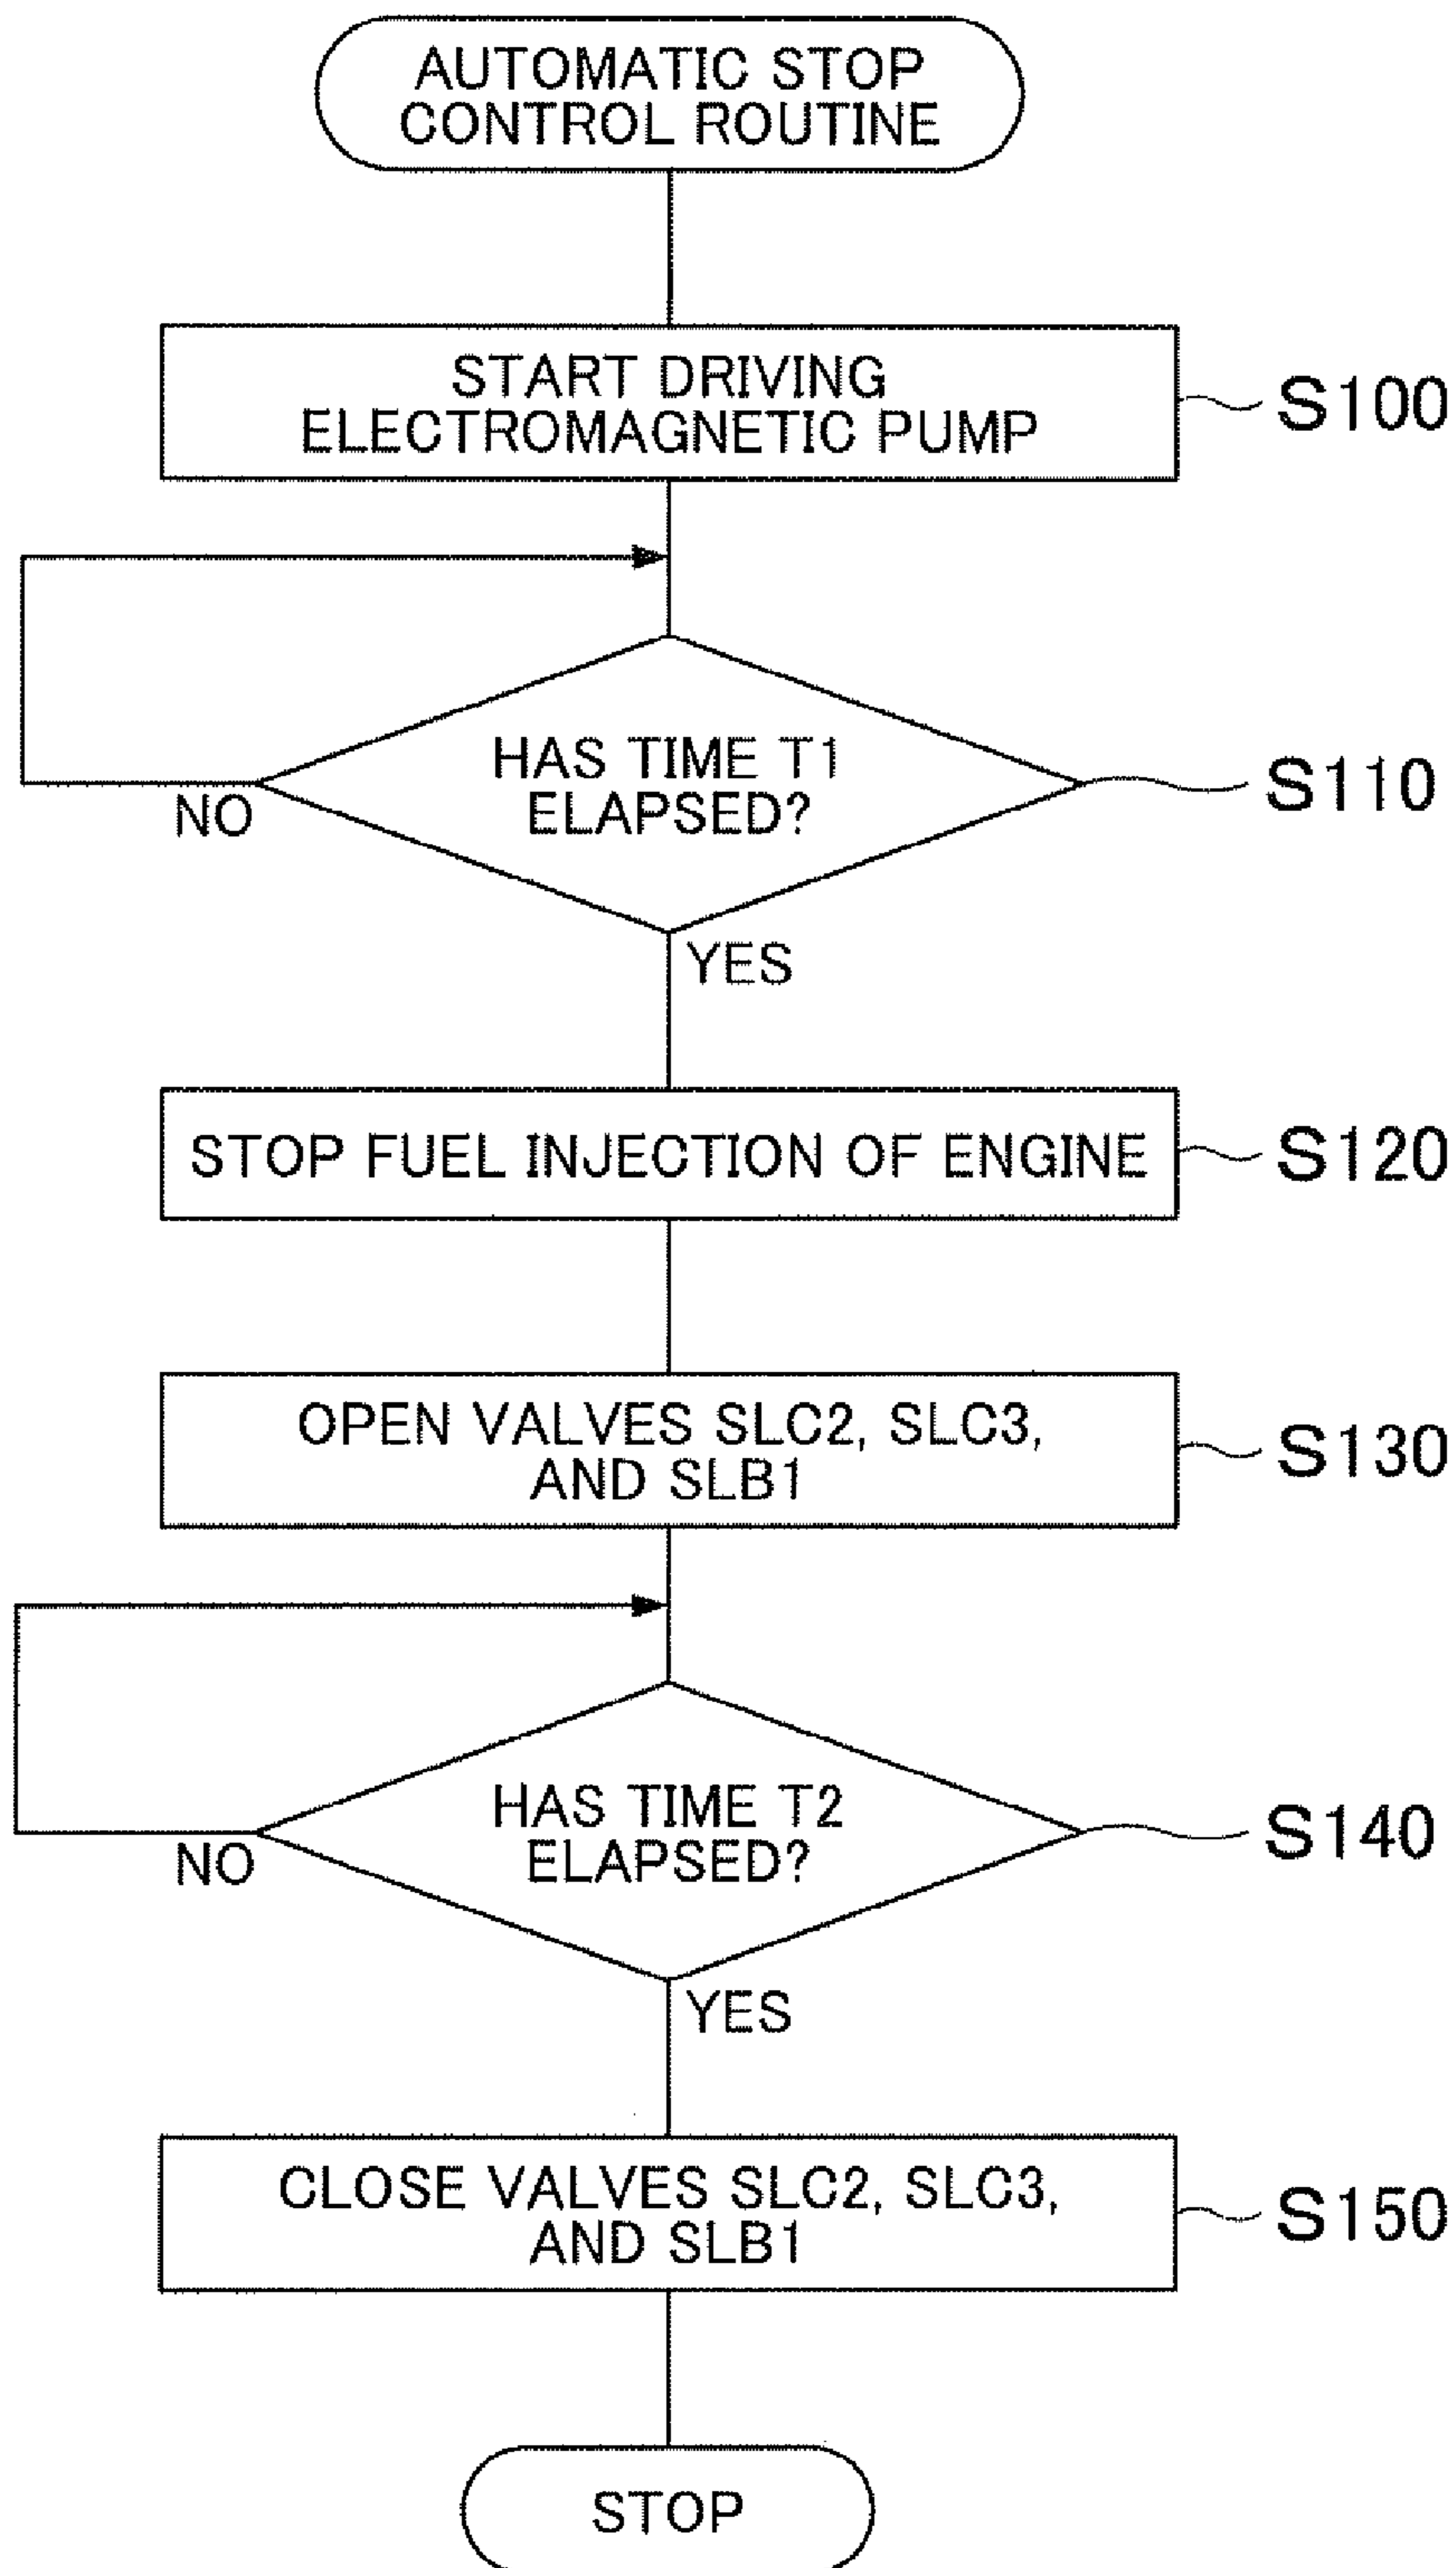 AUTOMATIC STOP
CONTROL ROUTINE
START DRIVING
ELECTROMAGNETIC PUMP
S100
HAS TIME T1
ELAPSED?
S110
NO
YES
STOP FUEL INJECTION OF ENGINE
S120
OPEN VALVES SLC2, SLC3,
AND SLB1
S130
HAS TIME T2
ELAPSED?
S140
NO
YES
CLOSE VALVES SLC2, SLC3,
AND SLB1
S150
STOP